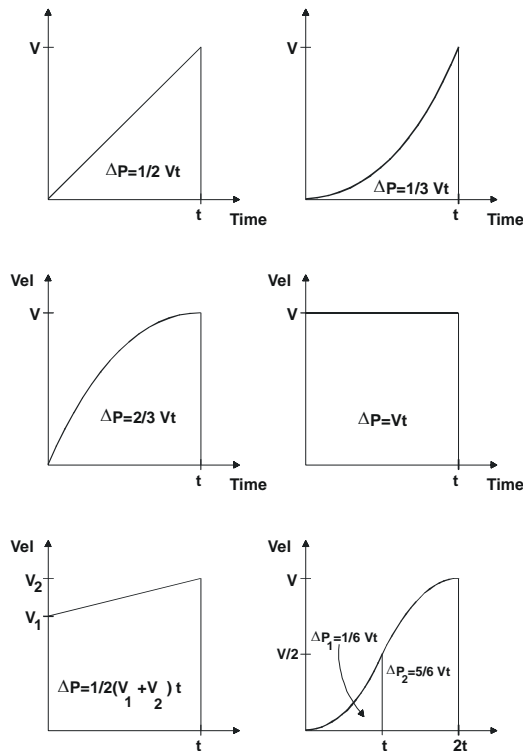 V
ΔP=1/2 Vt
t
Time
V
ΔP=1/3 Vt
t
Time
Vel
V
ΔP=2/3 Vt
t
Time
Vel
V
ΔP=Vt
t
Time
Vel
V2
V1
ΔP=1/2(V1+V2) t
t
Vel
V
V/2
ΔP1=1/6 Vt
ΔP2=5/6 Vt
t
2t